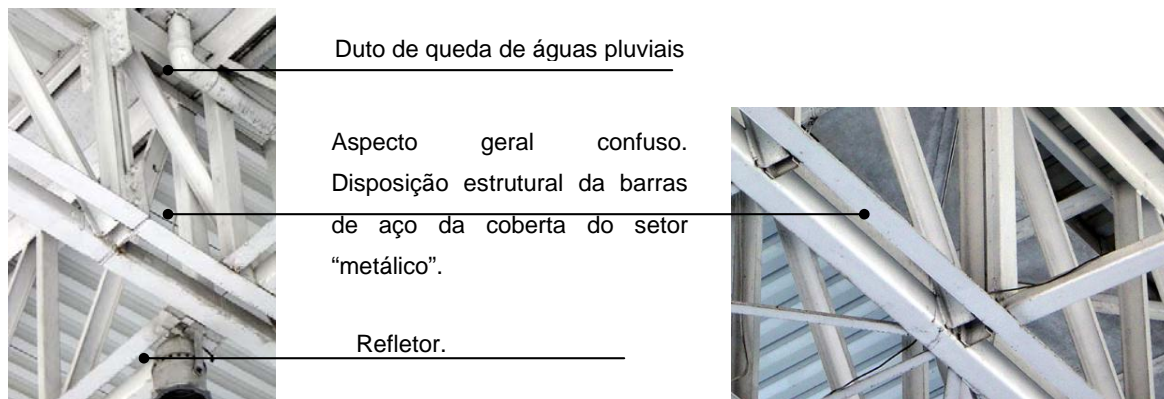 Duto de queda de águas pluviais
Aspecto geral confuso.
Disposição estrutural da barras
de aço da coberta do setor
“metálico”.
Refletor.